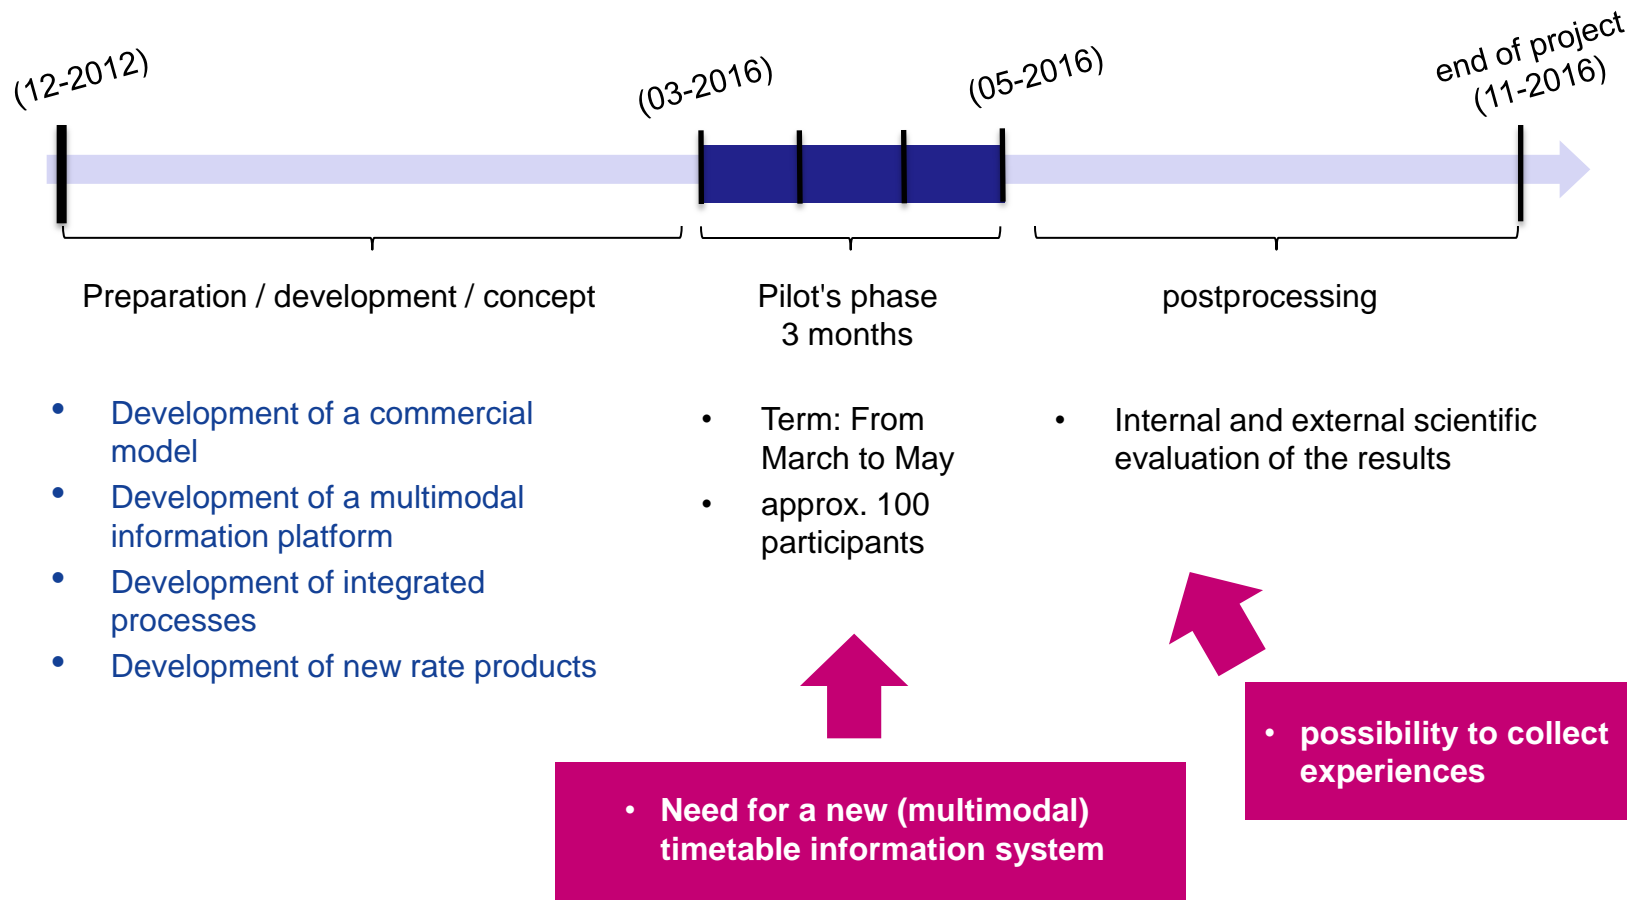 (12-2012)
(03-2016)
(05-2016)
end of project
(11-2016)
Preparation / development / concept
Pilot's phase
3 months
postprocessing
• Development of a commercial
model
• Development of a multimodal
information platform
• Development of integrated
processes
• Development of new rate products
• Term: From
March to May
• approx. 100
participants
• Internal and external scientific
evaluation of the results
• possibility to collect
experiences
• Need for a new (multimodal)
timetable information system